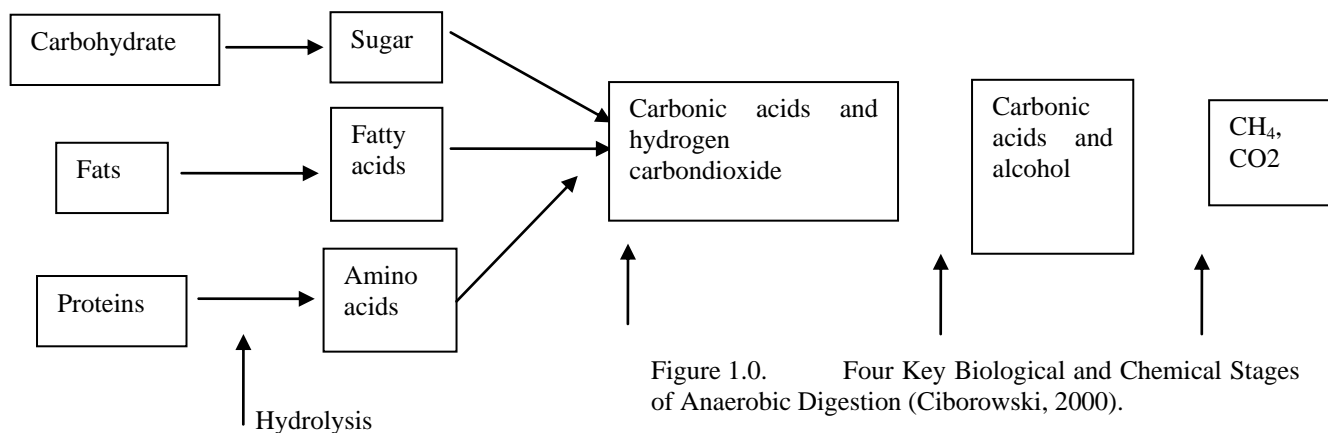 Carbohydrate
Sugar
Fats
Fatty
acids
Proteins
Amino
acids
Carbonic acids and
hydrogen
carbondioxide
Carbonic
acids and
alcohol
CH₄,
CO2
Hydrolysis
Figure 1.0. Four Key Biological and Chemical Stages
of Anaerobic Digestion (Ciborowski, 2000).